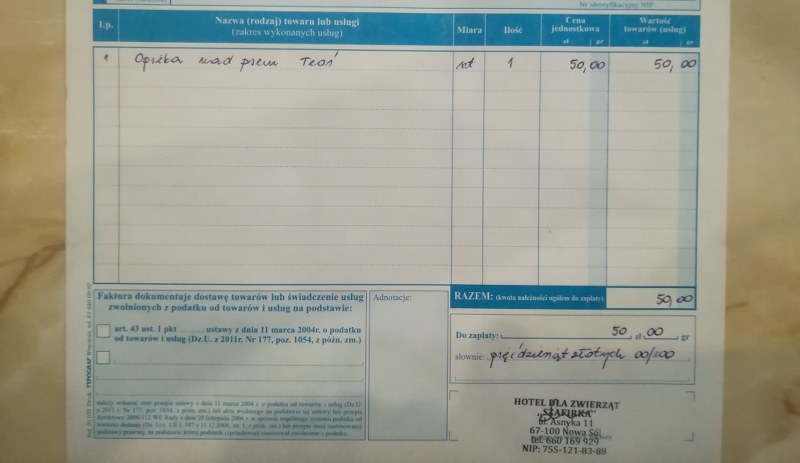 Nr identyfikacyjny NIP
Lp.
Nazwa (rodzaj) towaru lub usługi
(zakres wykonanych usług)
Miara
Ilość
Cena jednostkowa
zł gr
Wartość towarów (usług)
zł gr
1 Opieka nad psem Teoś szt 1 50,00 50,00
Faktura dokumentuje dostawę towarów lub świadczenie usług
zwolnionych z podatku od towarów i usług na podstawie:
art. 43 ust. 1 pkt ........ ustawy z dnia 11 marca 2004r. o podatku
od towarów i usług (Dz.U. z 2011r. Nr 177, poz. 1054, z późn. zm.)
Adnotacje:
RAZEM: (kwota należności ogółem do zapłaty) 50,00
Do zapłaty: 50 zł 00 gr
słownie: pięćdziesiąt złotych 00/100
HOTEL DLA ZWIERZĄT
ul. Asnyka 11
67-100 Nowa Sól
tel. 660 169 929
NIP: 755-121-83-88
TYPOGRAF